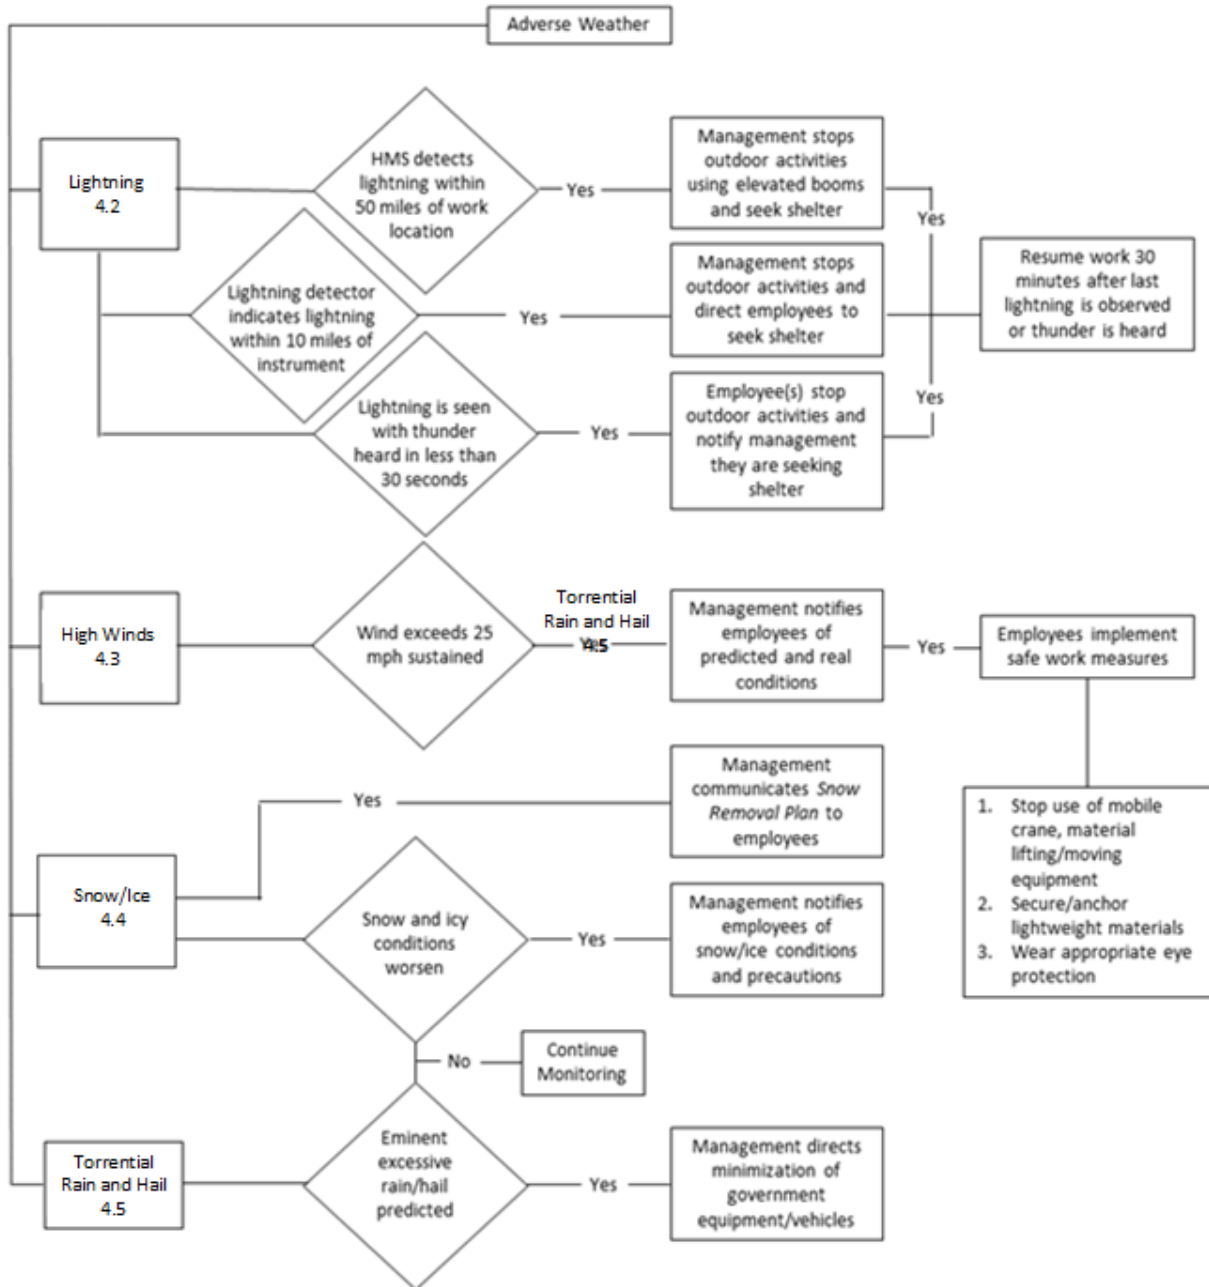 Adverse Weather
Lightning
4.2
HMS detects
lightning within
50 miles of work
location
Yes
Management stops
outdoor activities
using elevated booms
and seek shelter
Yes
Lightning detector
indicates lightning
within 10 miles of
instrument
Yes
Management stops
outdoor activities and
direct employees to
seek shelter
Resume work 30
minutes after last
lightning is observed
or thunder is heard
Lightning is seen
with thunder
heard in less than
30 seconds
Yes
Employee(s) stop
outdoor activities and
notify management
they are seeking
shelter
Yes
High Winds
4.3
Wind exceeds 25
mph sustained
Torrential
Rain and Hail
4.5
Yes
Management notifies
employees of
predicted and real
conditions
Yes
Employees implement
safe work measures
1. Stop use of mobile
crane, material
lifting/moving
equipment
2. Secure/anchor
lightweight materials
3. Wear appropriate eye
protection
Snow/Ice
4.4
Yes
Management
communicates Snow
Removal Plan to
employees
Snow and icy
conditions
worsen
Yes
Management notifies
employees of
snow/ice conditions
and precautions
No
Continue
Monitoring
Torrential
Rain and Hail
4.5
Eminent
excessive
rain/hail
predicted
Yes
Management directs
minimization of
government
equipment/vehicles